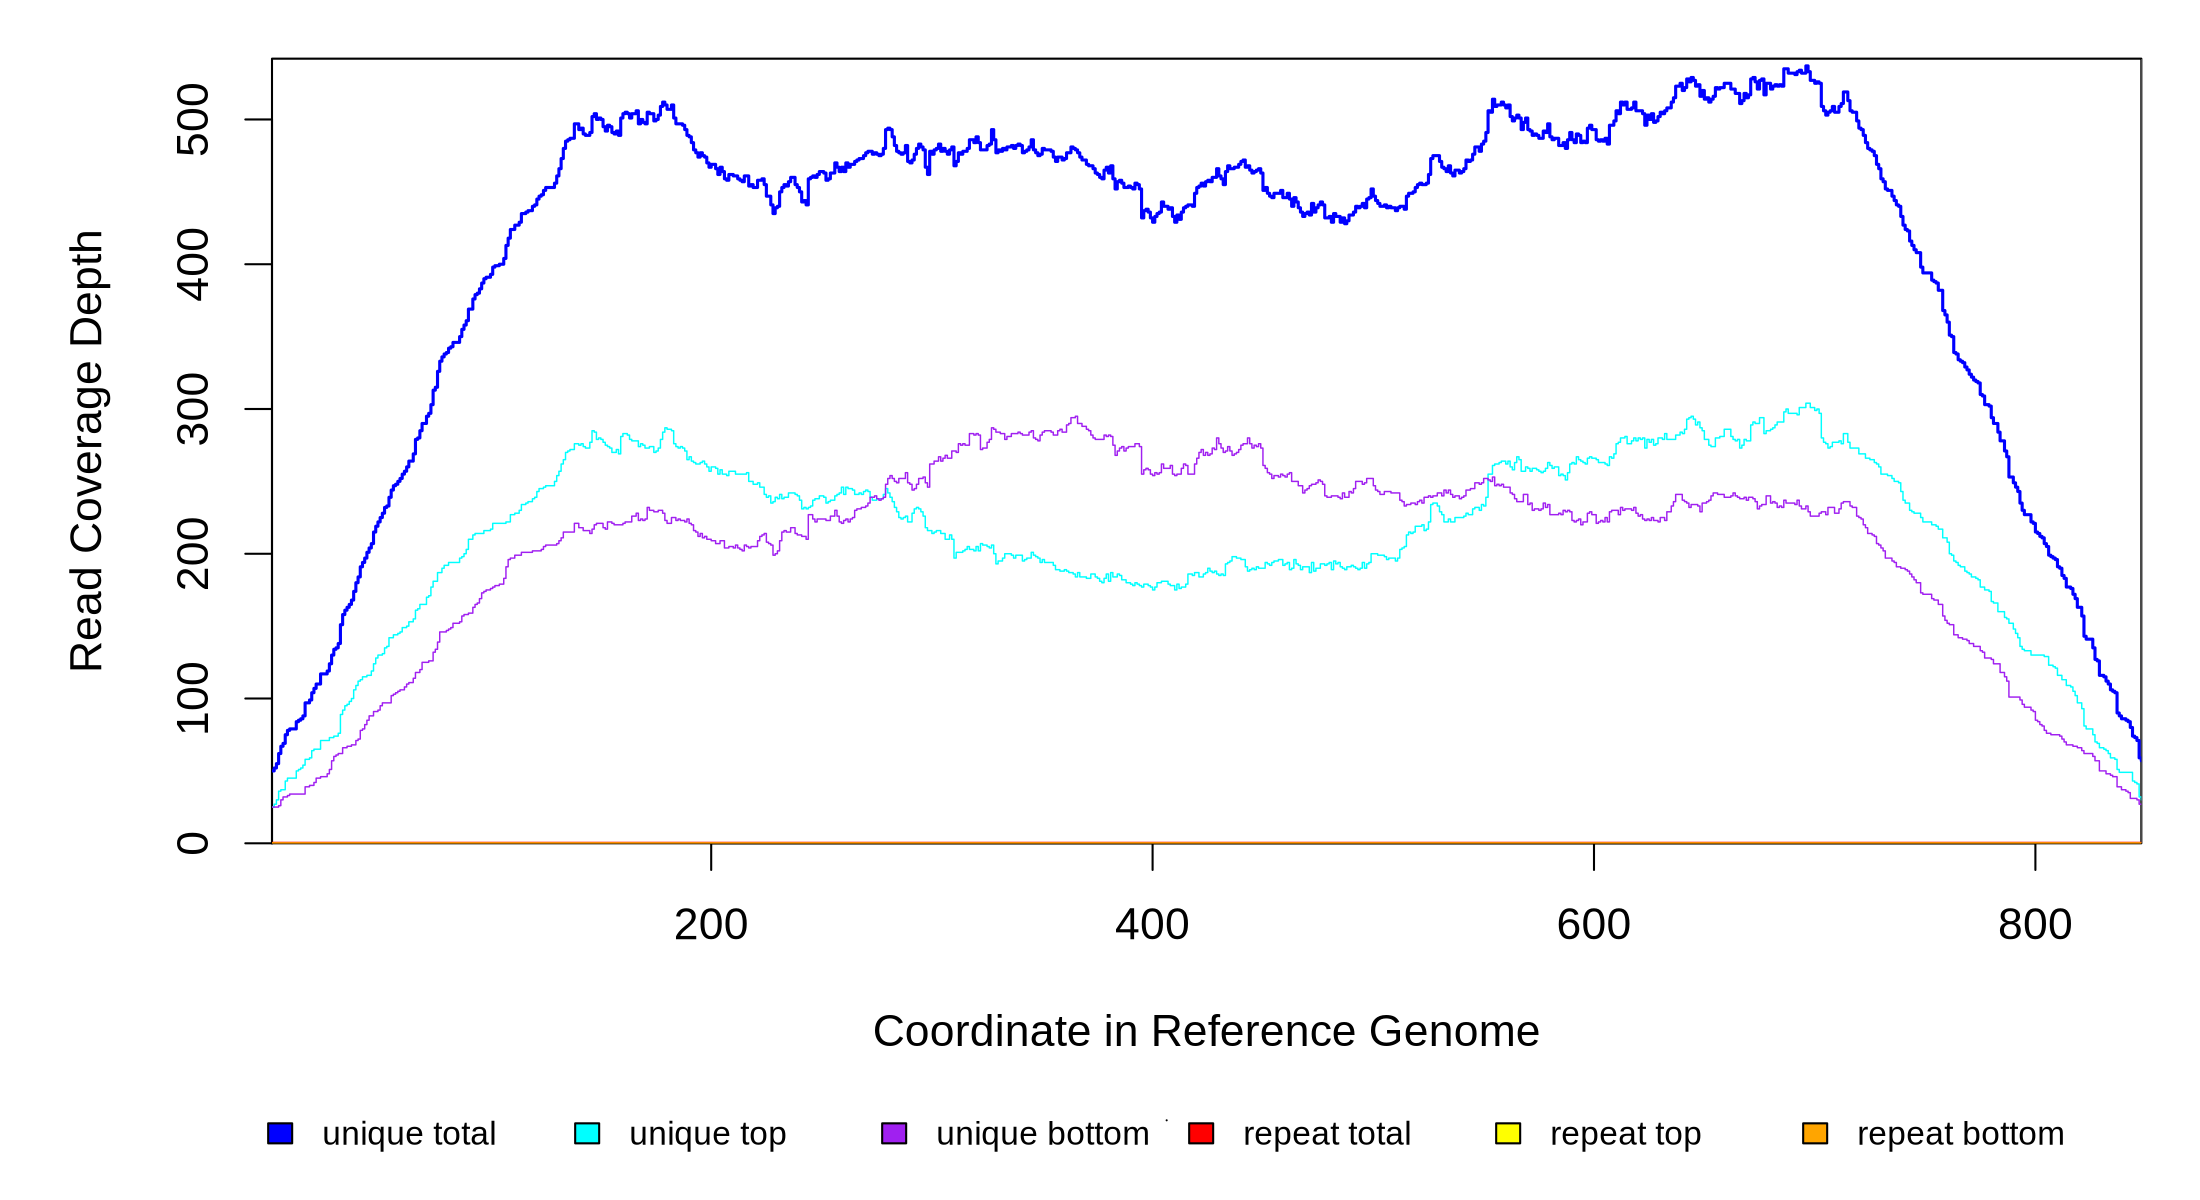 500
400
300
200
100
0
Read Coverage Depth
200 400 600 800
Coordinate in Reference Genome
unique total unique top unique bottom repeat total repeat top repeat bottom